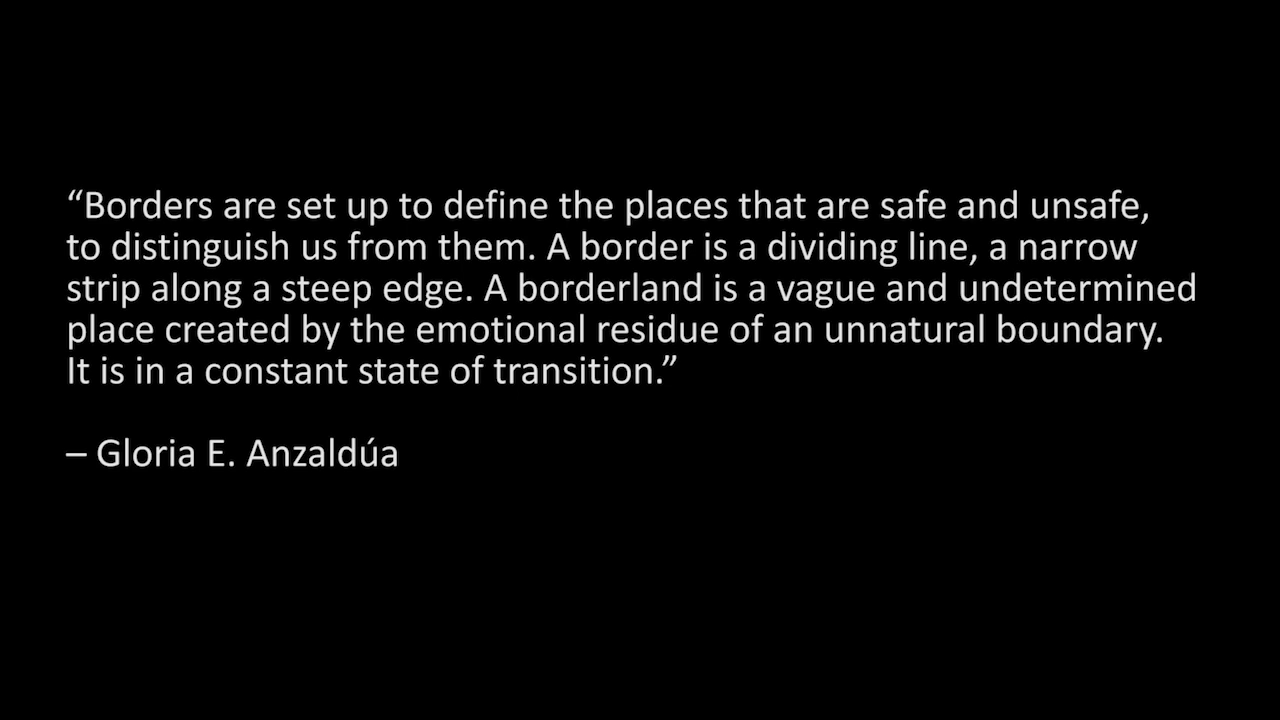 “Borders are set up to define the places that are safe and unsafe,
to distinguish us from them. A border is a dividing line, a narrow
strip along a steep edge. A borderland is a vague and undetermined
place created by the emotional residue of an unnatural boundary.
It is in a constant state of transition.”
– Gloria E. Anzaldúa